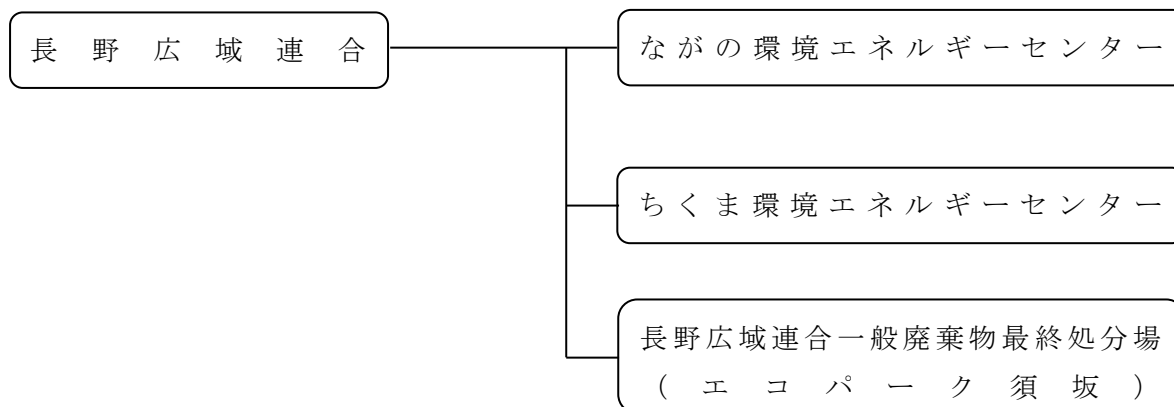 長野広域連合
ながの環境エネルギーセンター
ちくま環境エネルギーセンター
長野広域連合一般廃棄物最終処分場
（エコパーク須坂）